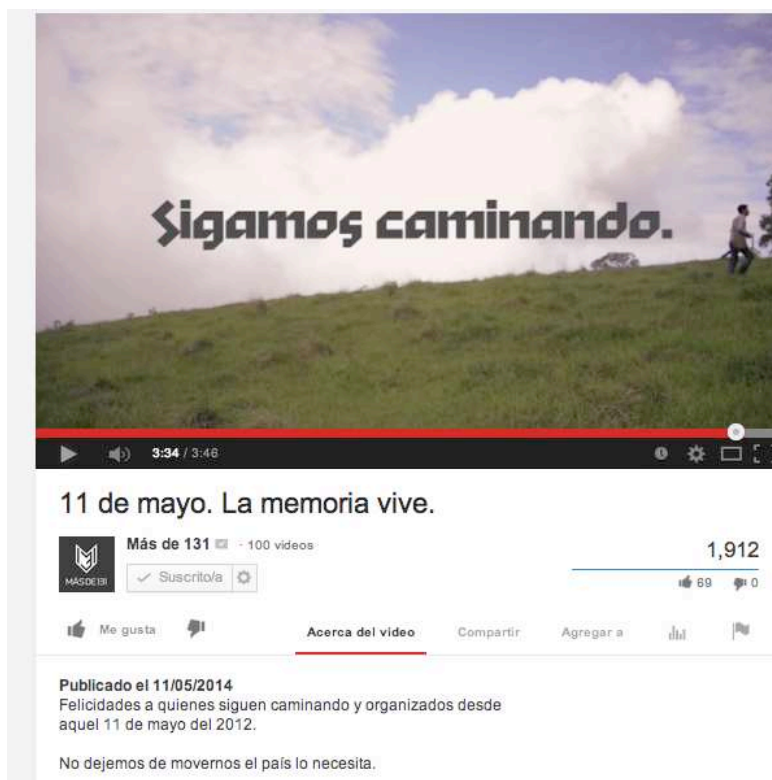 Sigamos caminando.
3:34 / 3:46
11 de mayo. La memoria vive.
Más de 131 · 100 videos
MÁSDE131
Suscrito/a
1,912
69 0
Me gusta
Acerca del video Compartir Agregar a
Publicado el 11/05/2014
Felicidades a quienes siguen caminando y organizados desde
aquel 11 de mayo del 2012.
No dejemos de movernos el país lo necesita.